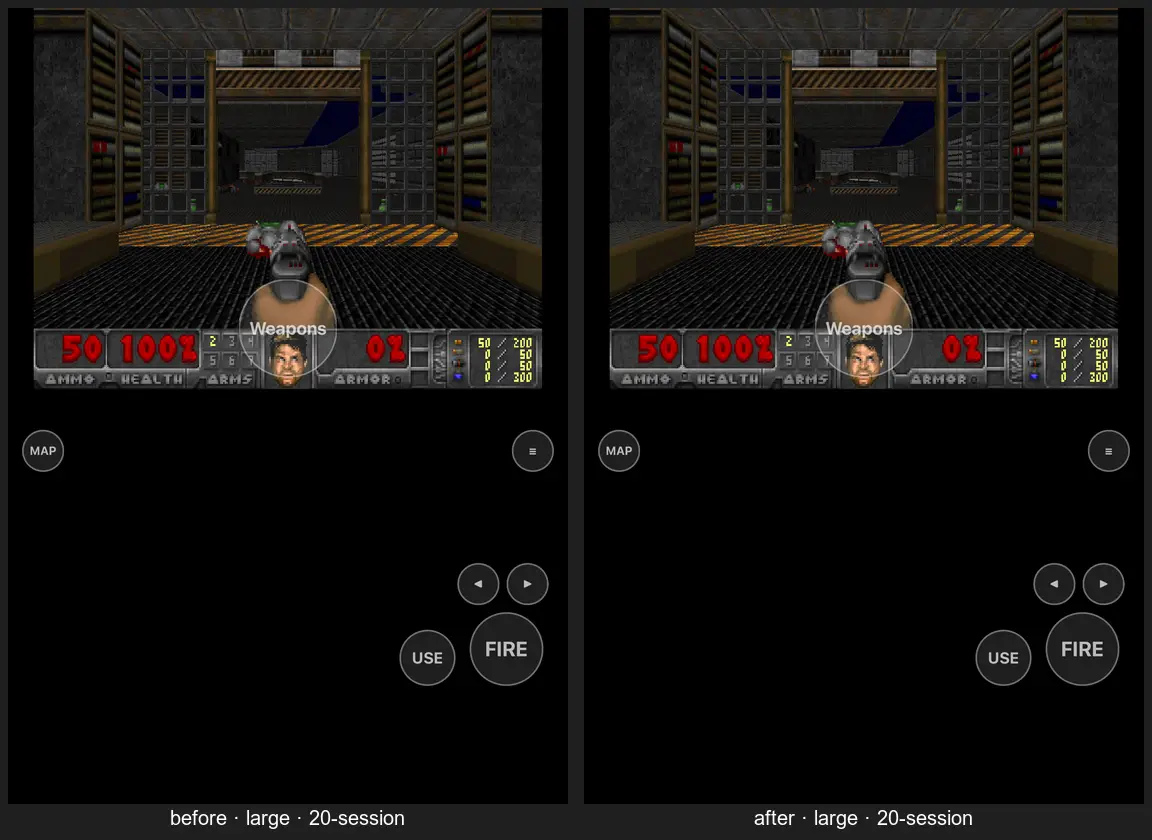 Weapons
50 100% 2 3 4 0% 50 / 200
0 / 50
5 6 7 0 / 50
AMMO HEALTH ARMS ARMOR 0 / 300
MAP ≡
◄ ►
USE FIRE
before · large · 20-session
Weapons
50 100% 2 3 4 0% 50 / 200
0 / 50
5 6 7 0 / 50
AMMO HEALTH ARMS ARMOR 0 / 300
MAP ≡
◄ ►
USE FIRE
after · large · 20-session